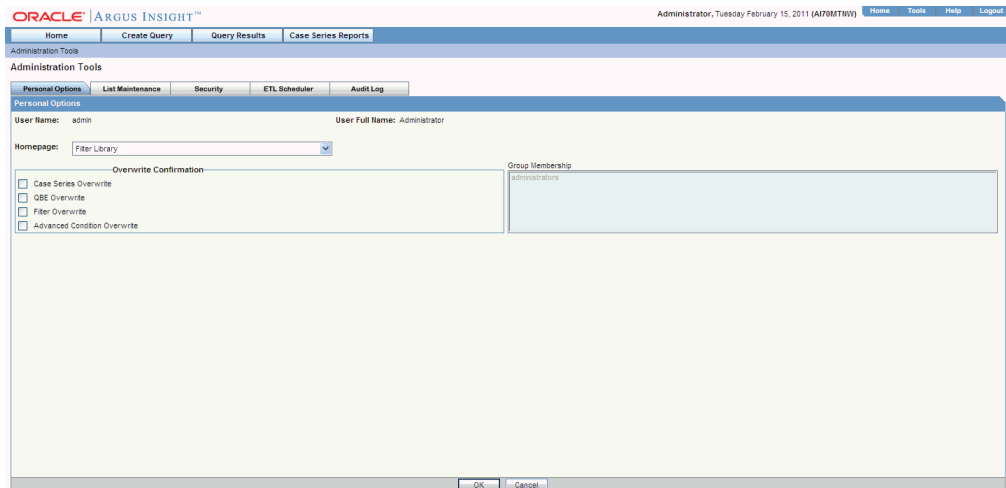 ORACLE® | ARGUS INSIGHT™
Administrator, Tuesday February 15, 2011 (AI70MTNW) Home Tools Help Logout
Home Create Query Query Results Case Series Reports
Administration Tools
Administration Tools
Personal Options List Maintenance Security ETL Scheduler Audit Log
Personal Options
User Name: admin User Full Name: Administrator
Homepage: Filter Library
Overwrite Confirmation
Case Series Overwrite
QBE Overwrite
Filter Overwrite
Advanced Condition Overwrite
Group Membership
administrators
OK Cancel